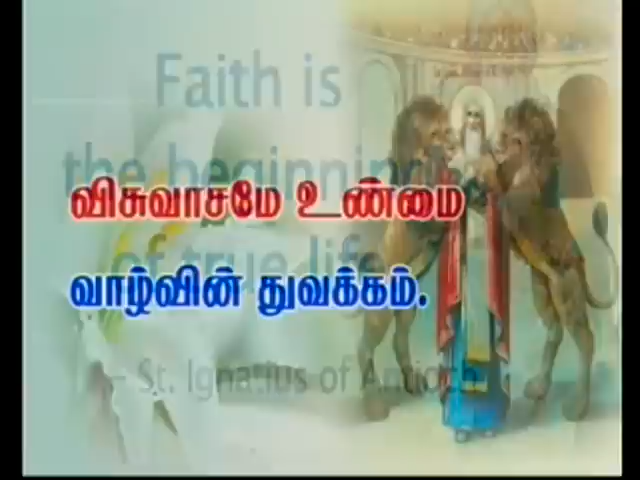 Faith is
the beginning
விசுவாசமே உண்மை
of true life
வாழ்வின் துவக்கம்.
– St. Ignatius of Antioch